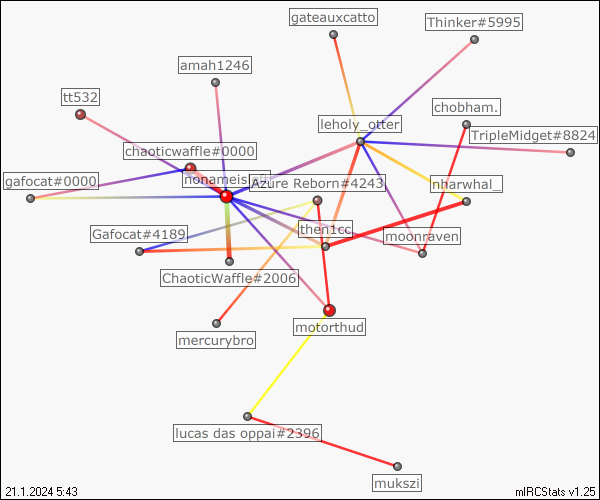 gateauxcatto
Thinker#5995
amah1246
tt532
chobham.
leholy_otter
TripleMidget#8824
chaoticwaffle#0000
gafocat#0000
Azure Reborn#4243
nharwhal_
Gafocat#4189
then1cc
moonraven
ChaoticWaffle#2006
motorthud
mercurybro
lucas das oppai#2396
mukszi
21.1.2024 5:43
mIRCStats v1.25